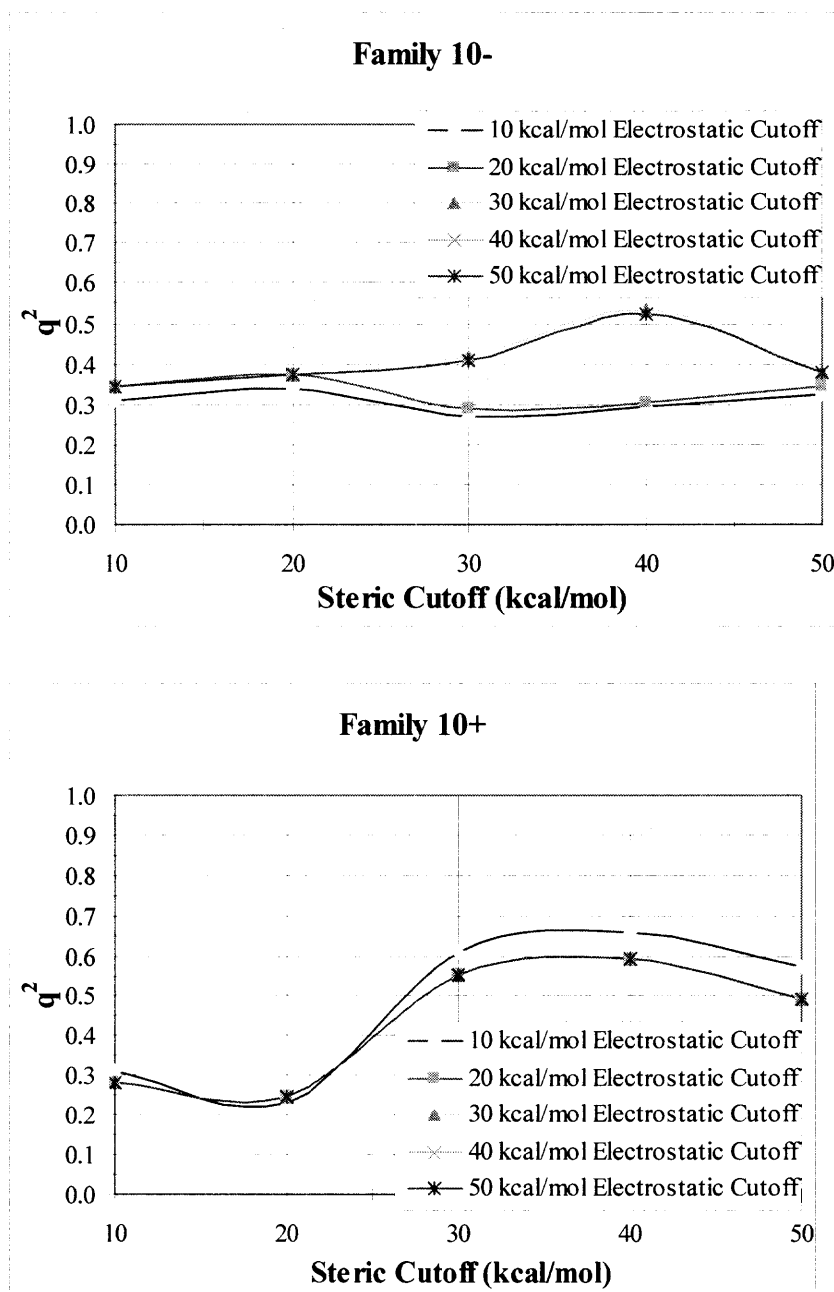 Family 10-
10 kcal/mol Electrostatic Cutoff
20 kcal/mol Electrostatic Cutoff
30 kcal/mol Electrostatic Cutoff
40 kcal/mol Electrostatic Cutoff
50 kcal/mol Electrostatic Cutoff
1.0
0.9
0.8
0.7
0.6
0.5
0.4
0.3
0.2
0.1
0.0
q²
10 20 30 40 50
Steric Cutoff (kcal/mol)
Family 10+
1.0
0.9
0.8
0.7
0.6
0.5
0.4
0.3
0.2
0.1
0.0
q²
10 kcal/mol Electrostatic Cutoff
20 kcal/mol Electrostatic Cutoff
30 kcal/mol Electrostatic Cutoff
40 kcal/mol Electrostatic Cutoff
50 kcal/mol Electrostatic Cutoff
10 20 30 40 50
Steric Cutoff (kcal/mol)